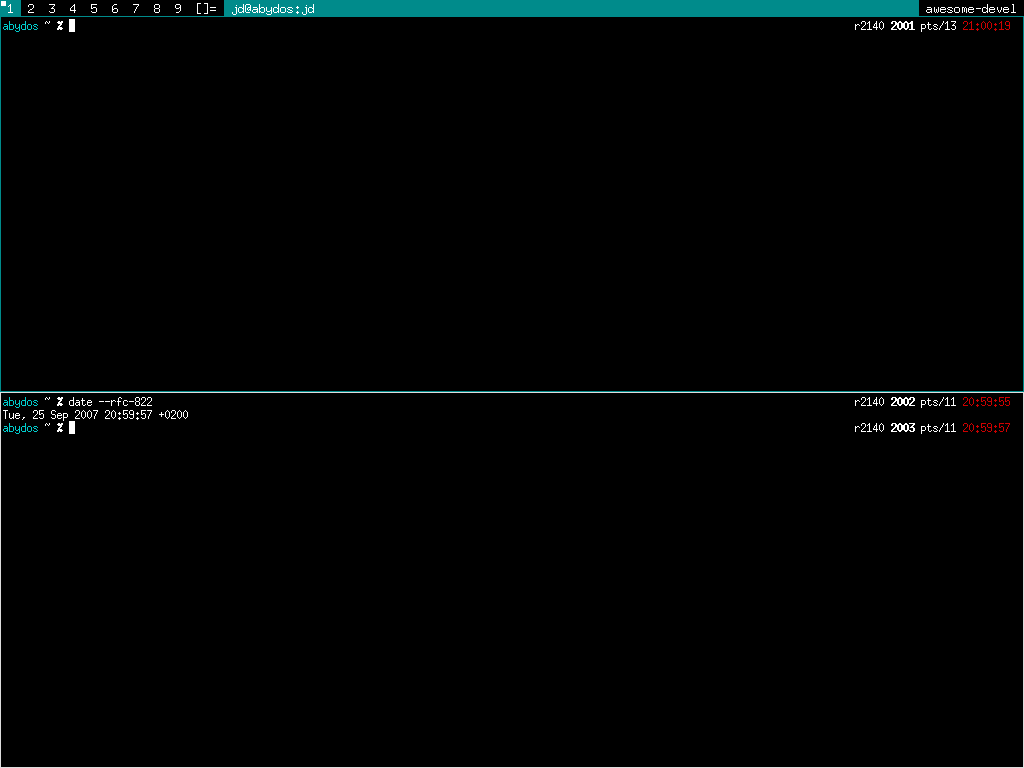 1 2 3 4 5 6 7 8 9 []= jd@abydos:jd awesome-devel
abydos ~ % r2140 2001 pts/13 21:00:19
abydos ~ % date --rfc-822 r2140 2002 pts/11 20:59:55
Tue, 25 Sep 2007 20:59:57 +0200
abydos ~ % r2140 2003 pts/11 20:59:57